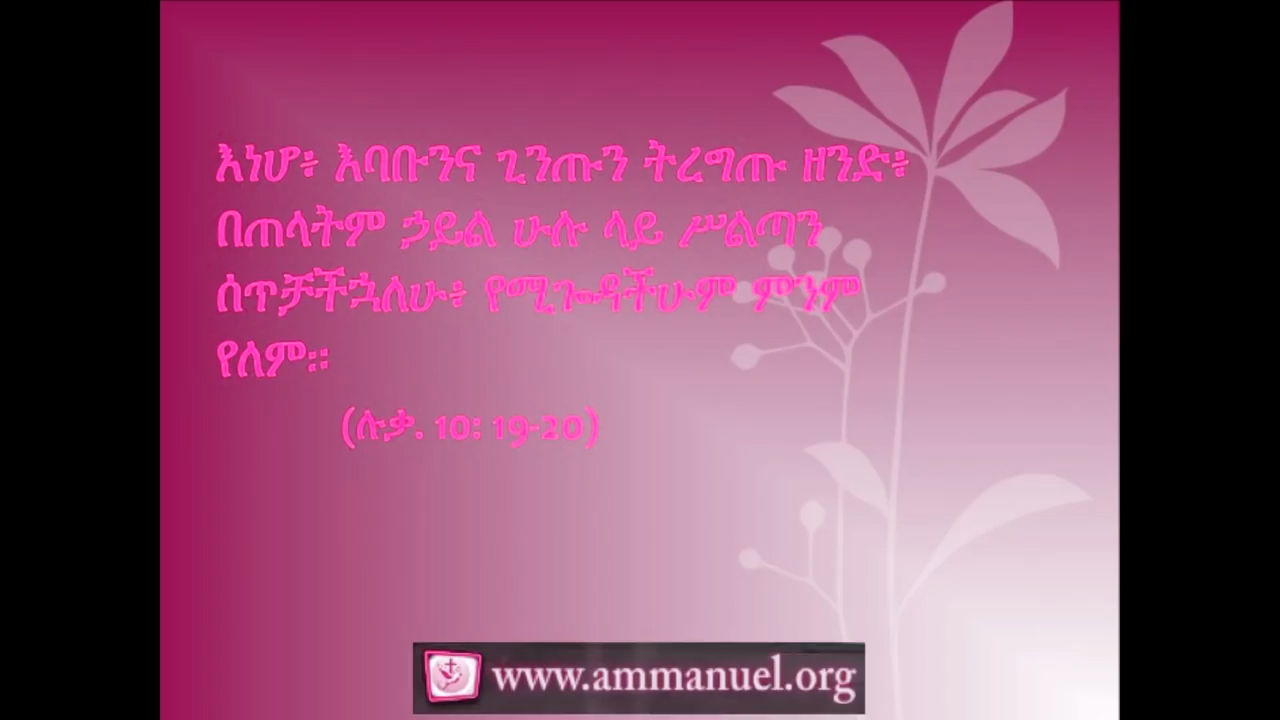 እነሆ፥ እባቡንና ጊንጡን ትረግጡ ዘንድ፥
በጠላትም ኃይል ሁሉ ላይ ሥልጣን
ሰጥቻችኋለሁ፥ የሚጐዳችሁም ምንም
የለም።
(ሉቃ. 10፡ 19-20)
www.ammanuel.org